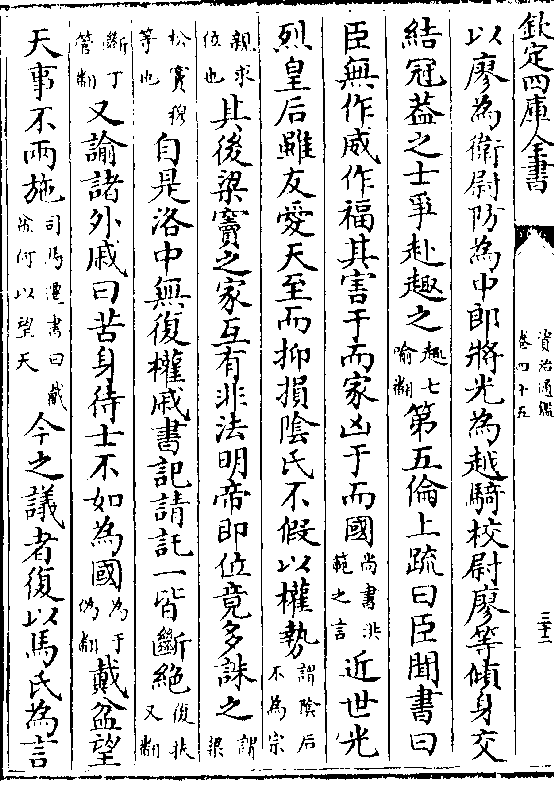 欽定四庫全書
資治通鑑
卷四十五
三十二
以廖為衛尉防為中郎將光為越騎校尉廖等傾身交
結冠葢之士爭赴趣之趣七喻翻第五倫上疏曰臣聞書曰
臣無作威作福其害于而家凶于而國尚書洪範之言近世光
烈皇后雖友愛天至而抑損陰氏不假以權勢謂陰后不為宗
親求位也其後梁竇之家互有非法明帝即位竟多誅之謂梁
松竇穆等也自是洛中無復權戚書記請託一皆斷絶復扶又翻
斷丁管翻又諭諸外戚曰苦身待士不如為國為于偽翻戴盆望
天事不兩施司馬遷書曰戴盆何以望天今之議者復以馬氏為言